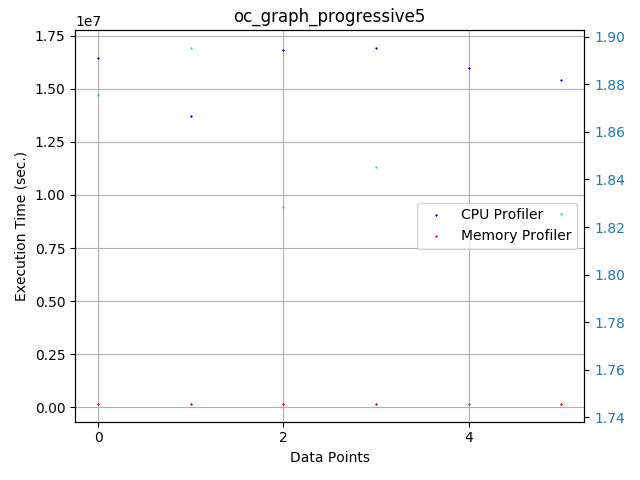 oc_graph_progressive5
1e7
1.75
1.50
1.25
1.00
0.75
0.50
0.25
0.00
Execution Time (sec.)
0 2 4
Data Points
1.90
1.88
1.86
1.84
1.82
1.80
1.78
1.76
1.74
CPU Profiler
Memory Profiler